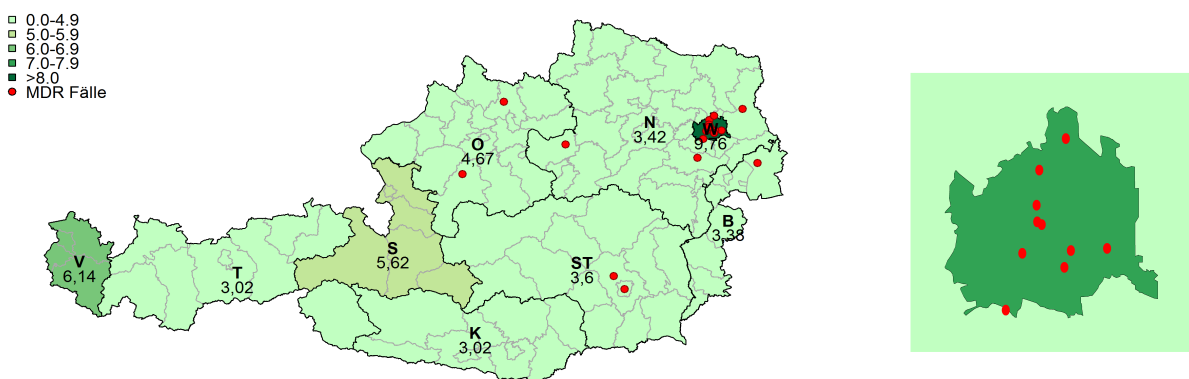 0.0-4.9
5.0-5.9
6.0-6.9
7.0-7.9
>8.0
MDR Fälle
N
3,42
W
9,76
O
4,67
B
3,38
S
5,62
ST
3,6
V
6,14
T
3,02
K
3,02